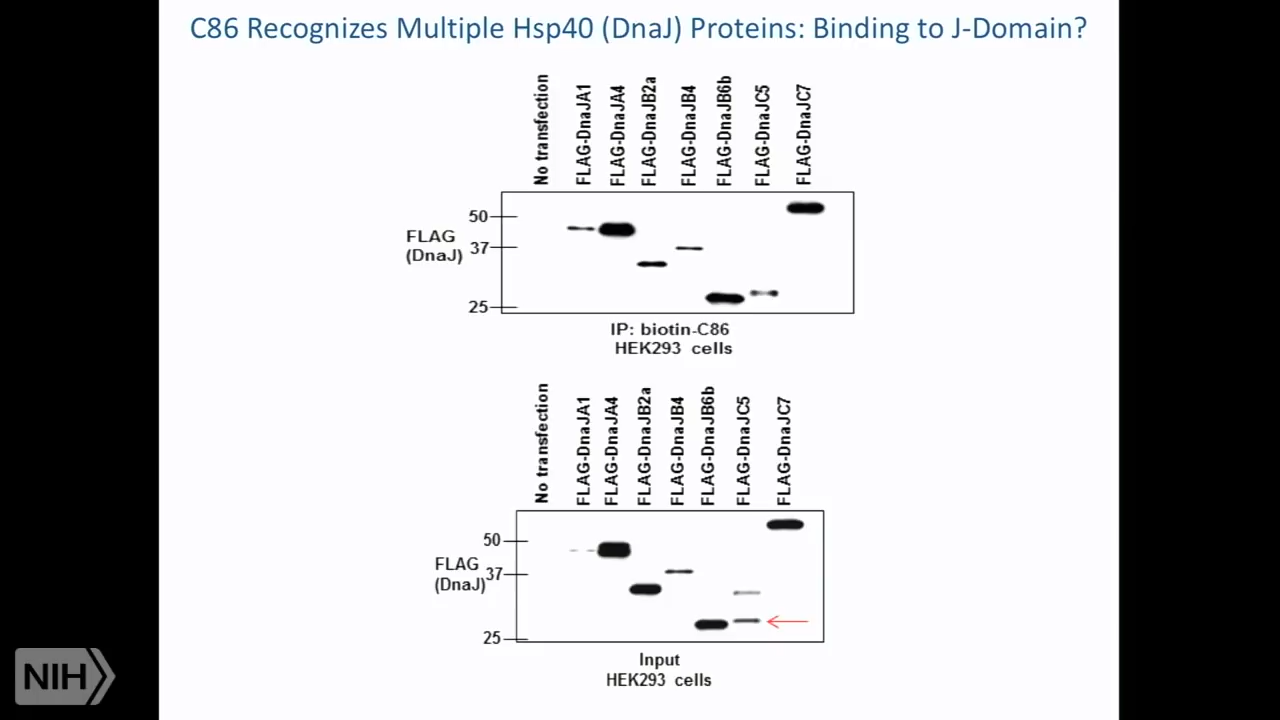 C86 Recognizes Multiple Hsp40 (DnaJ) Proteins: Binding to J-Domain?
No transfection
FLAG-DnaJA1
FLAG-DnaJA4
FLAG-DnaJB2a
FLAG-DnaJB4
FLAG-DnaJB6b
FLAG-DnaJC5
FLAG-DnaJC7
FLAG
(DnaJ)
50
37
25
IP: biotin-C86
HEK293 cells
No transfection
FLAG-DnaJA1
FLAG-DnaJA4
FLAG-DnaJB2a
FLAG-DnaJB4
FLAG-DnaJB6b
FLAG-DnaJC5
FLAG-DnaJC7
FLAG
(DnaJ)
50
37
25
Input
HEK293 cells
NIH